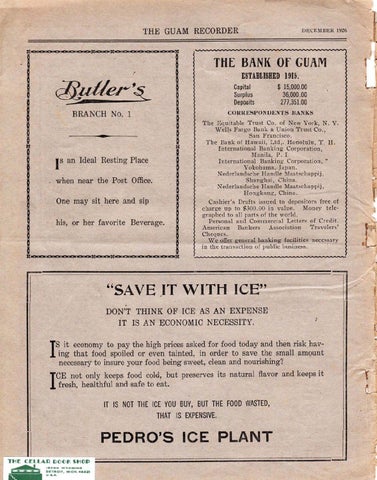 THE GUAM RECORDER
DECEMBER 1926
Butler's
BRANCH No. 1
Is an Ideal Resting Place
when near the Post Office.
One may sit here and sip
his, or her favorite Beverage.
THE BANK OF GUAM
ESTABLISHED 1915.
Capital $ 15,000.00
Surplus 36,000.00
Deposits 277,351.00
CORRESPONDENTS BANKS
The Equitable Trust Co. of New York, N. Y.
Wells Fargo Bank & Union Trust Co.,
San Francisco.
The Bank of Hawaii, Ltd., Honolulu, T. H.
International Banking Corporation,
Manila, P. I.
International Banking Corporation,
Yokohama, Japan.
Nederlandsche Handle Maatschappij,
Shanghai, China.
Nederlandsche Handle Maatschappij,
Hongkong, China.
Cashier's Drafts issued to depositors free of
charge up to $300.00 in value. Money tele-
graphed to all parts of the world.
Personal and Commercial Letters of Credit.
American Bankers Association Travelers'
Cheques.
We offer general banking facilities necessary
in the transaction of public business.
"SAVE IT WITH ICE"
DON'T THINK OF ICE AS AN EXPENSE
IT IS AN ECONOMIC NECESSITY.
IS it economy to pay the high prices asked for food today and then risk hav-
ing that food spoiled or even tainted, in order to save the small amount
neccessary to insure your food being sweet, clean and nourishing?
ICE not only keeps food cold, but preserves its natural flavor and keeps it
fresh, healthful and safe to eat.
IT IS NOT THE ICE YOU BUY, BUT THE FOOD WASTED,
THAT IS EXPENSIVE.
PEDRO'S ICE PLANT
THE CELLAR BOOK SHOP
18090 WYOMING
DETROIT, MICH 48221
U.S.A.